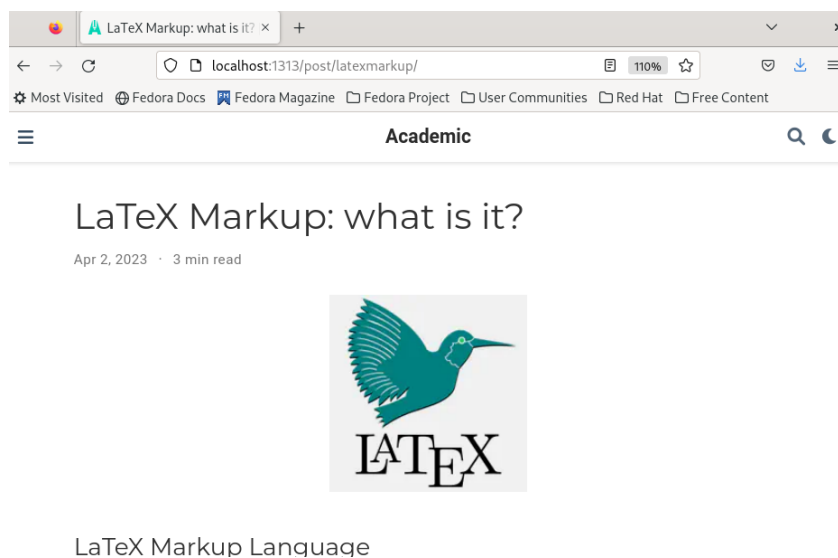 LaTeX Markup: what is it?
localhost:1313/post/latexmarkup/ 110%
Most Visited Fedora Docs Fedora Magazine Fedora Project User Communities Red Hat Free Content
Academic
LaTeX Markup: what is it?
Apr 2, 2023 · 3 min read
LATEX
LaTeX Markup Language